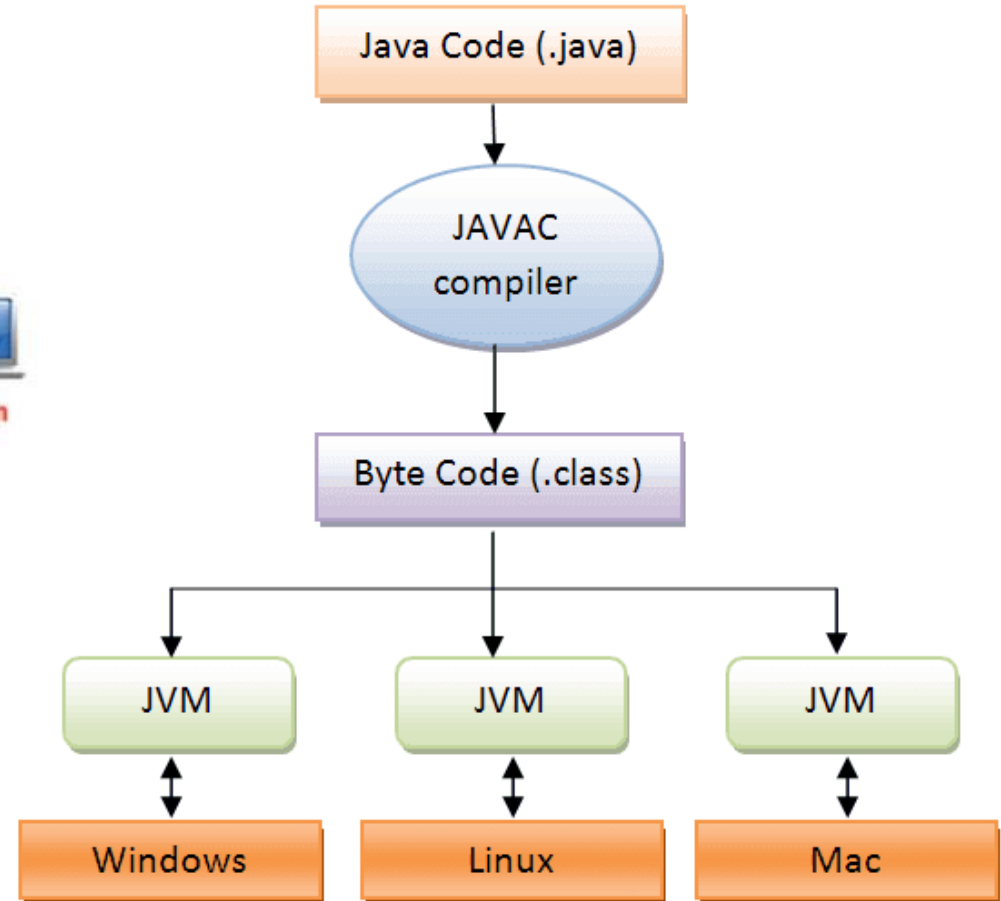 Java Code (.java)
JAVAC
compiler
Byte Code (.class)
JVM
JVM
JVM
Windows
Linux
Mac